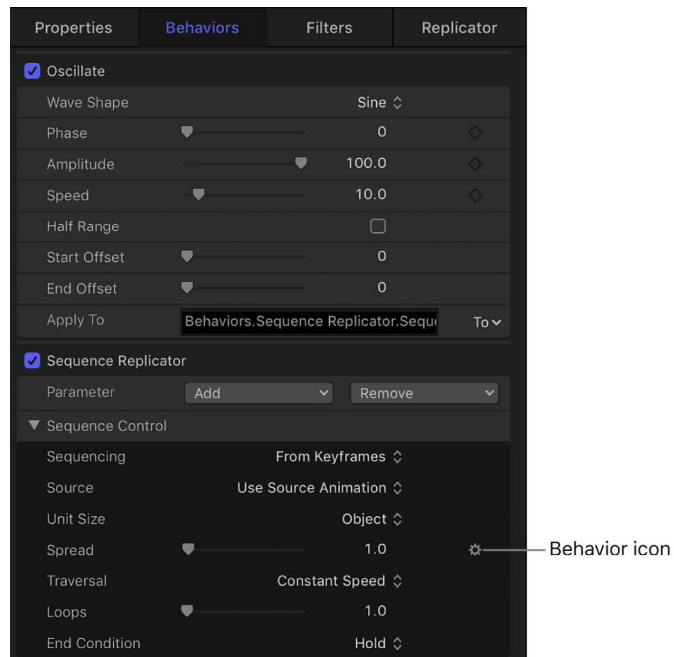 Properties Behaviors Filters Replicator
Oscillate
Wave Shape Sine
Phase 0
Amplitude 100.0
Speed 10.0
Half Range
Start Offset 0
End Offset 0
Apply To Behaviors.Sequence Replicator.Sequ To
Sequence Replicator
Parameter Add Remove
Sequence Control
Sequencing From Keyframes
Source Use Source Animation
Unit Size Object
Spread 1.0 Behavior icon
Traversal Constant Speed
Loops 1.0
End Condition Hold